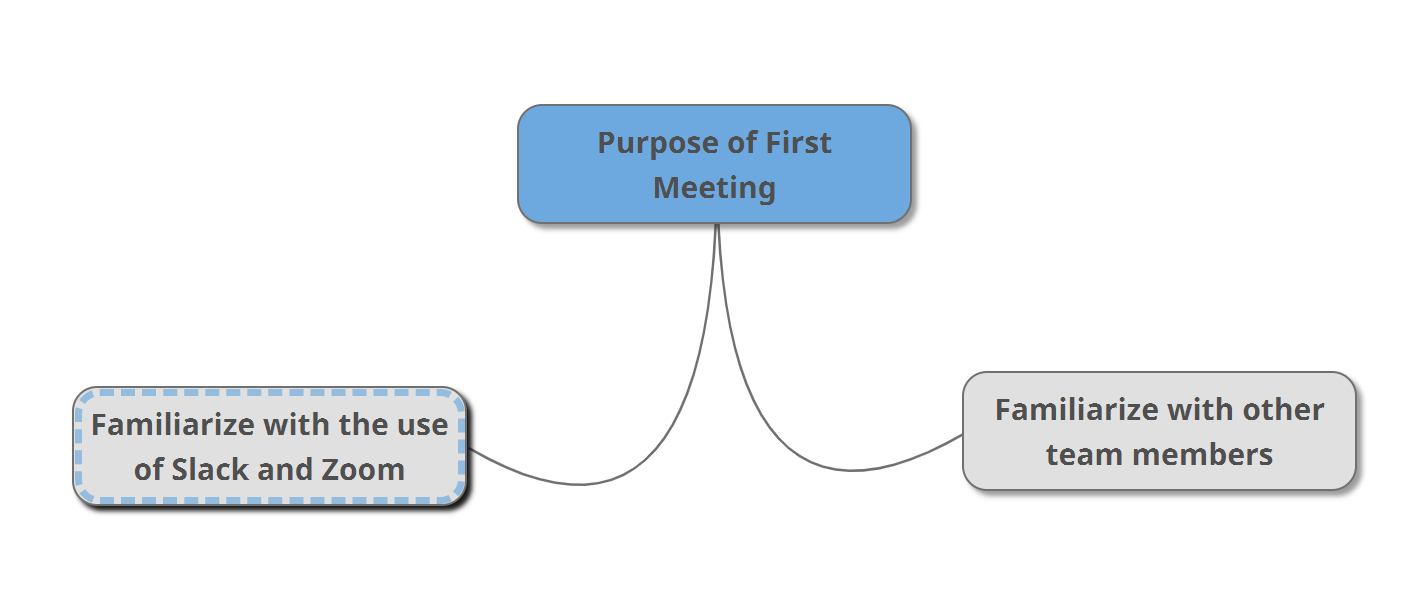 Purpose of First
Meeting
Familiarize with the use
of Slack and Zoom
Familiarize with other
team members